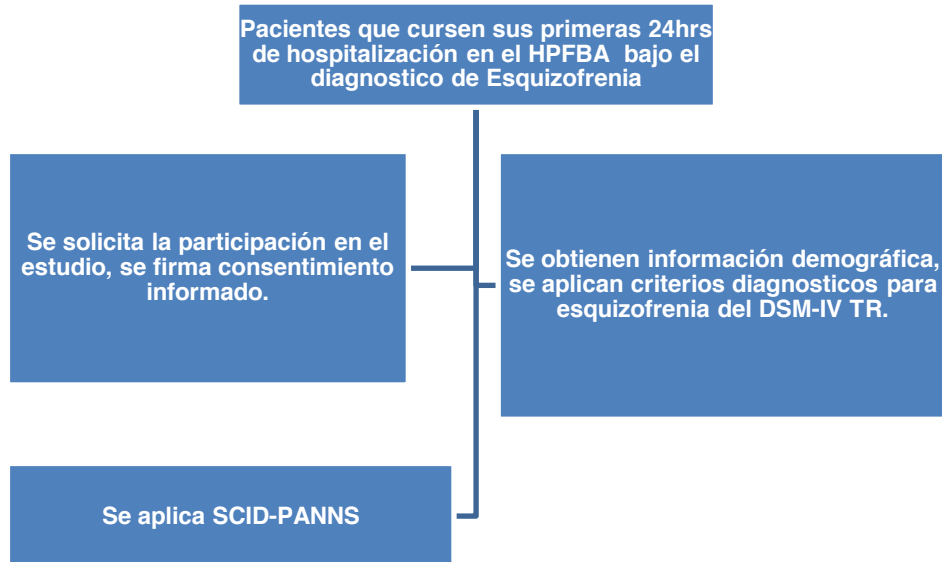 Pacientes que cursen sus primeras 24hrs
de hospitalización en el HPFBA bajo el
diagnostico de Esquizofrenia
Se solicita la participación en el
estudio, se firma consentimiento
informado.
Se obtienen información demográfica,
se aplican criterios diagnosticos para
esquizofrenia del DSM-IV TR.
Se aplica SCID-PANNS